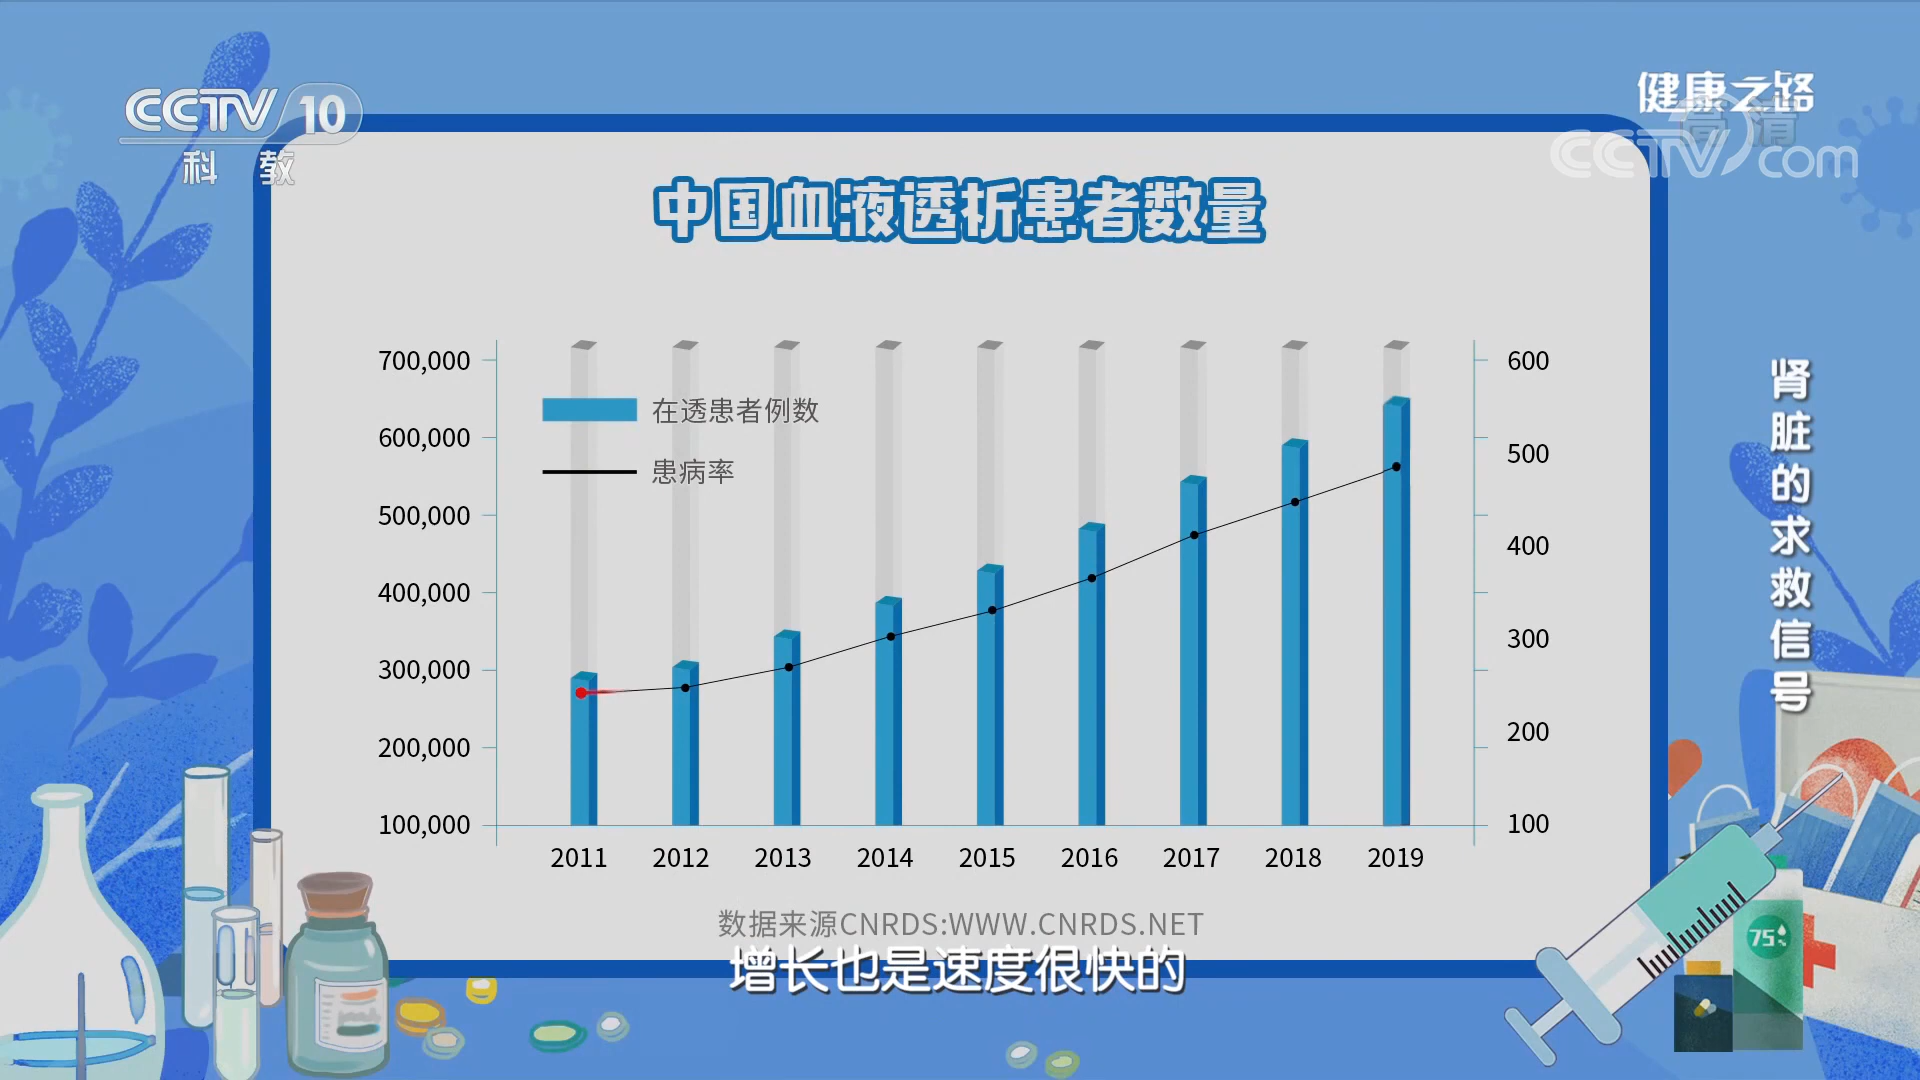 CCTV 10
科教
健康之路
高清
CCTV.com
中国血液透析患者数量
700,000
600,000
500,000
400,000
300,000
200,000
100,000
在透患者例数
患病率
600
500
400
300
200
100
2011 2012 2013 2014 2015 2016 2017 2018 2019
数据来源CNRDS:WWW.CNRDS.NET
增长也是速度很快的
肾脏的求救信号
75%